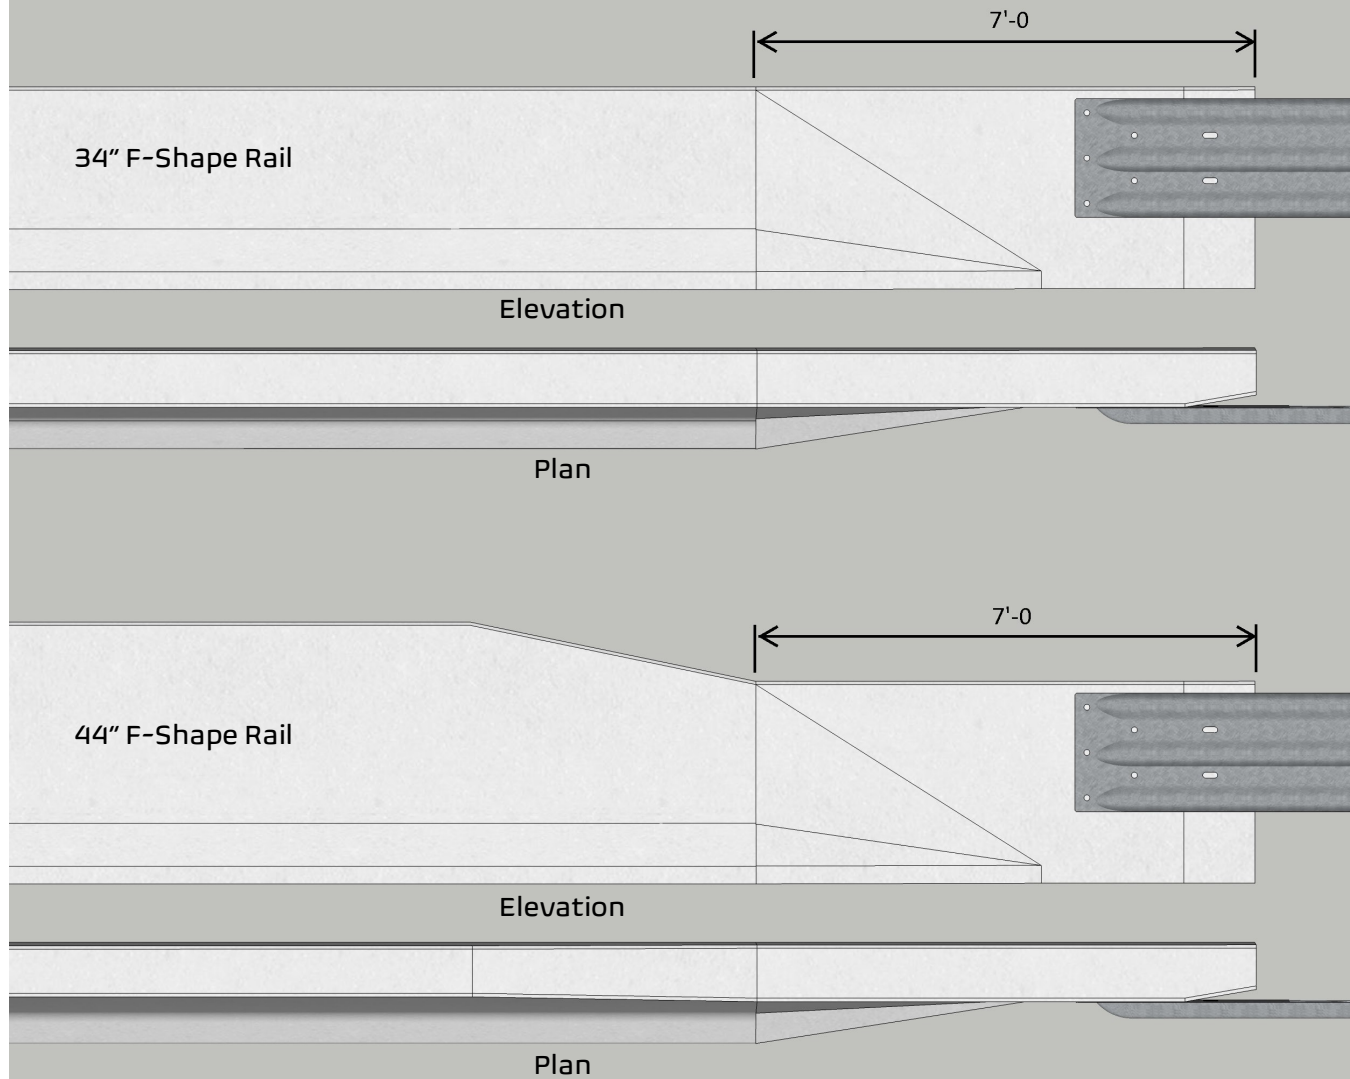 7'-0
34" F-Shape Rail
Elevation
Plan
7'-0
44" F-Shape Rail
Elevation
Plan